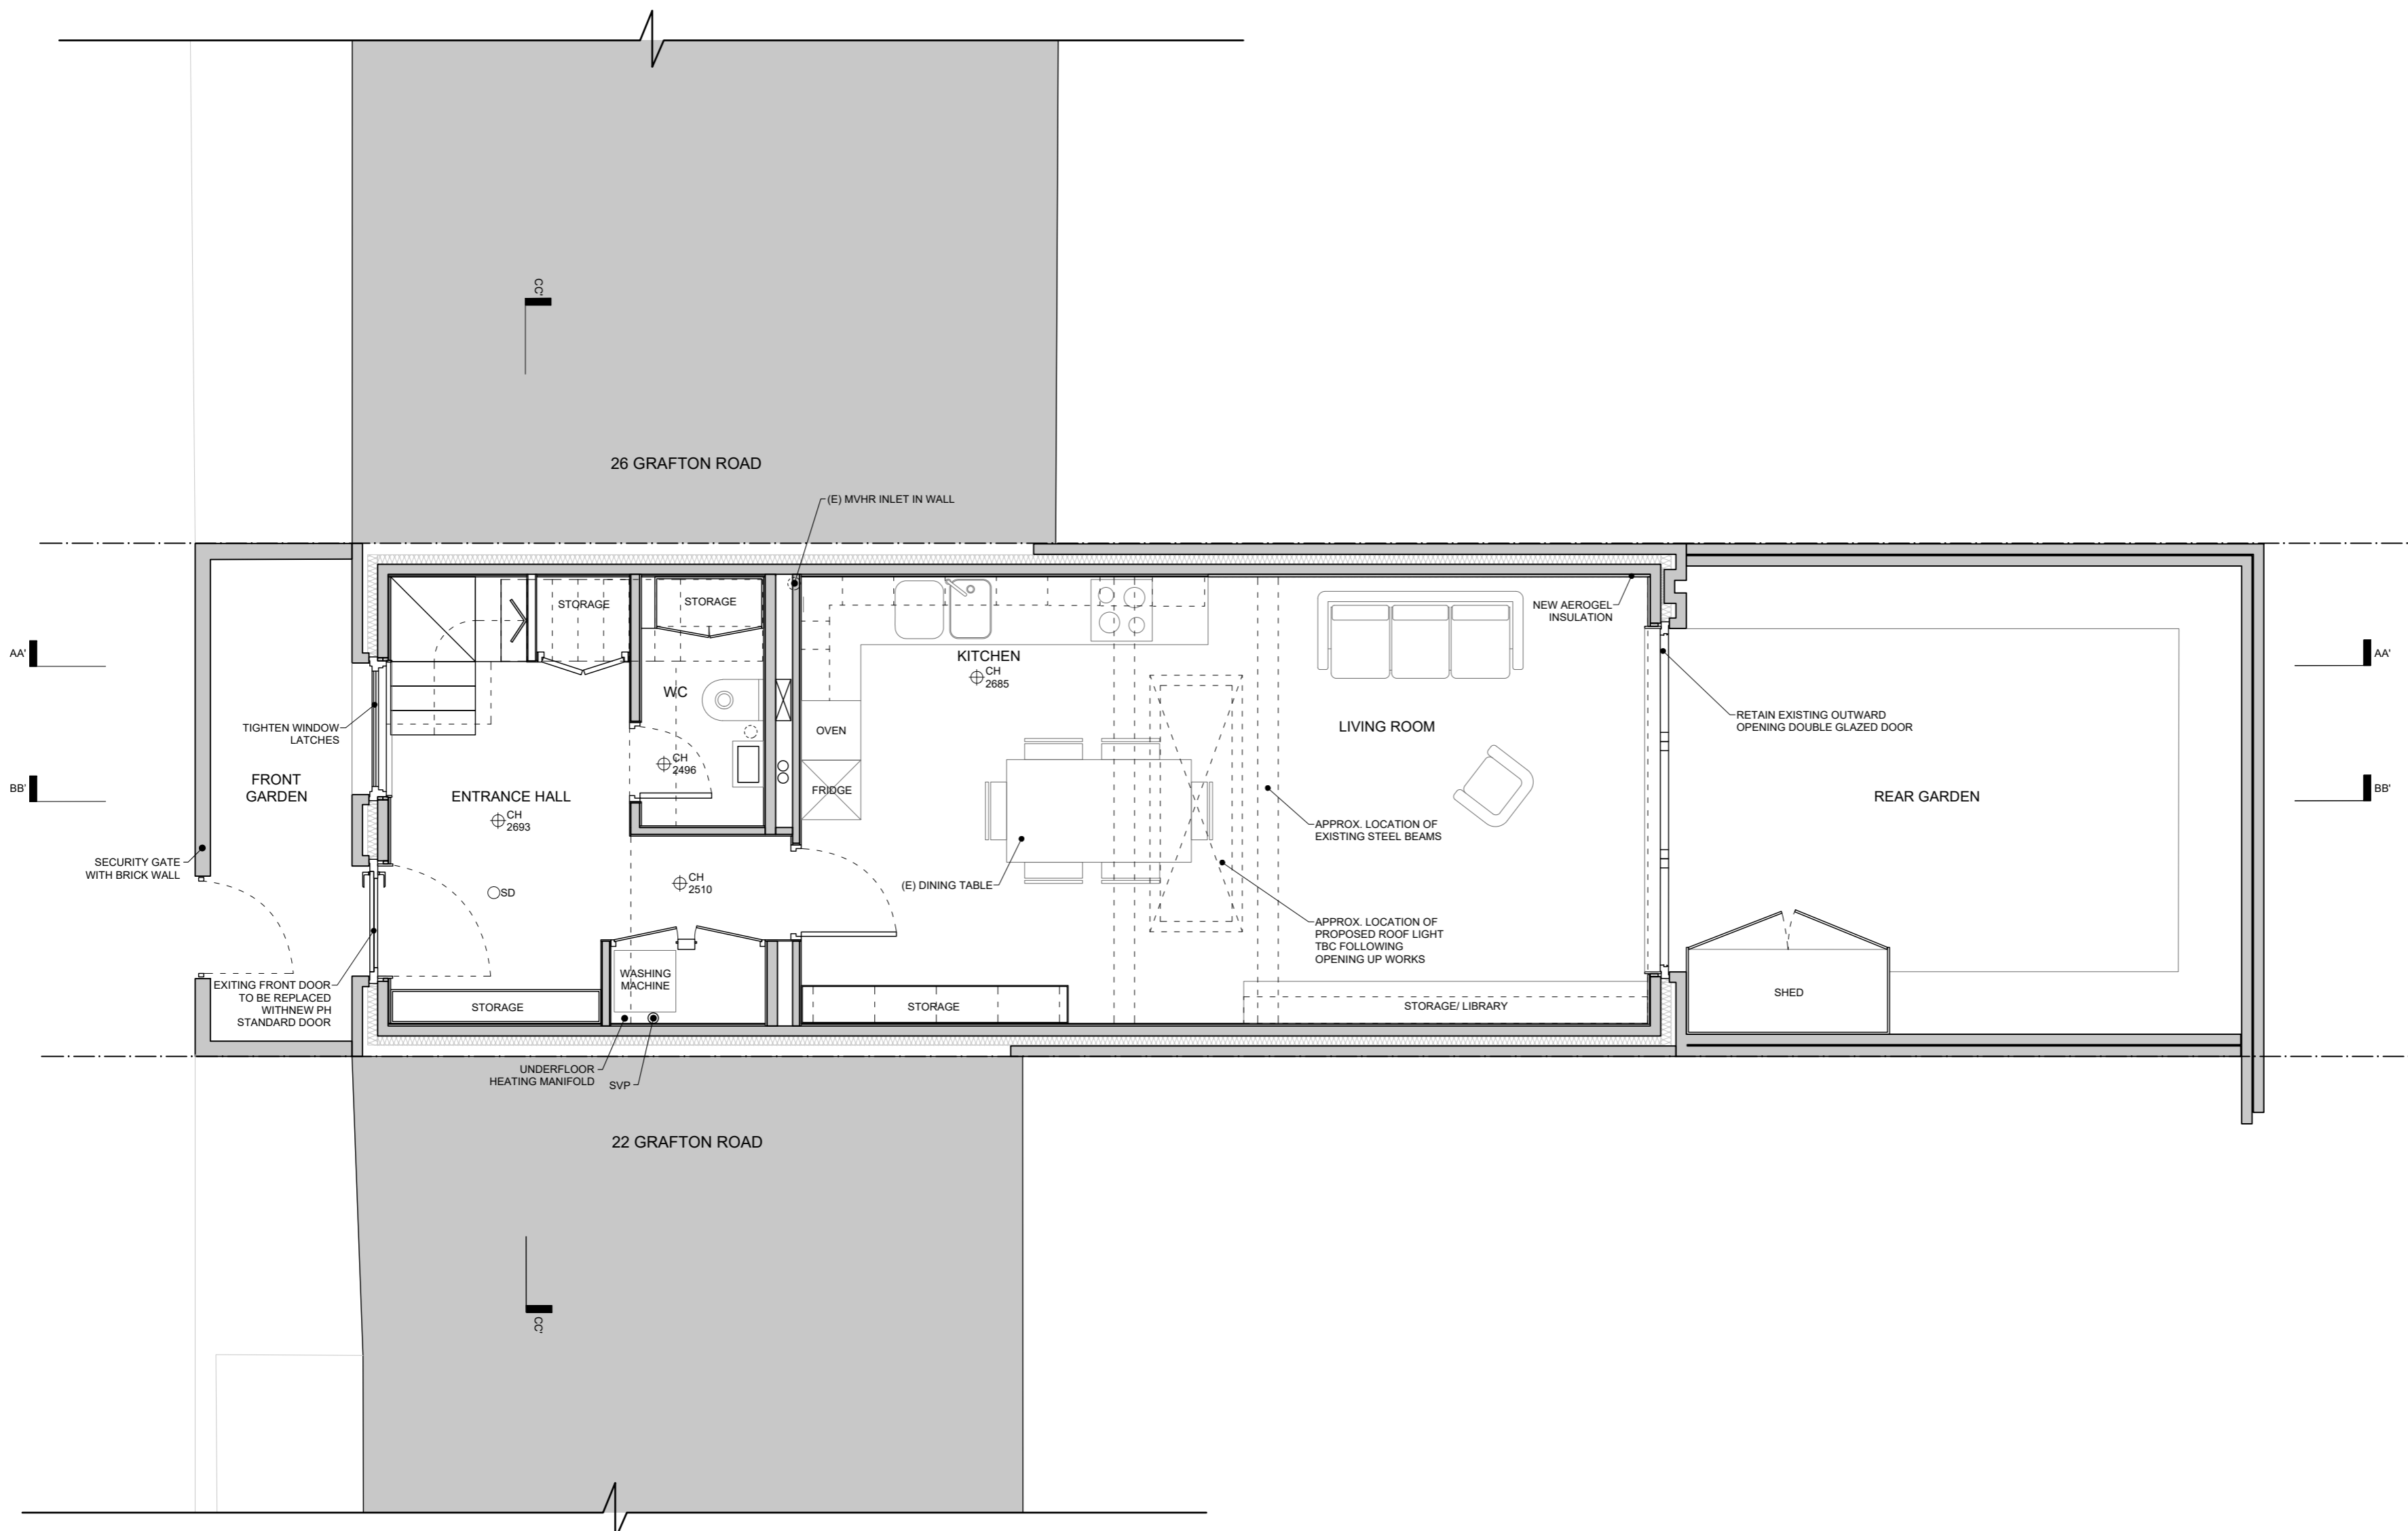 CC'
26 GRAFTON ROAD
(E) MVHR INLET IN WALL
STORAGE
STORAGE
NEW AEROGEL
INSULATION
AA'
AA'
KITCHEN
CH
2685
WC
TIGHTEN WINDOW
LATCHES
OVEN
LIVING ROOM
RETAIN EXISTING OUTWARD
OPENING DOUBLE GLAZED DOOR
CH
2496
FRONT
GARDEN
BB'
BB'
FRIDGE
ENTRANCE HALL
CH
2693
REAR GARDEN
APPROX. LOCATION OF
EXISTING STEEL BEAMS
SECURITY GATE
WITH BRICK WALL
CH
2510
(E) DINING TABLE
SD
APPROX. LOCATION OF
PROPOSED ROOF LIGHT
TBC FOLLOWING
OPENING UP WORKS
WASHING
MACHINE
EXITING FRONT DOOR
TO BE REPLACED
WITHNEW PH
STANDARD DOOR
STORAGE
STORAGE
STORAGE/ LIBRARY
SHED
UNDERFLOOR
HEATING MANIFOLD
SVP
22 GRAFTON ROAD
CC'